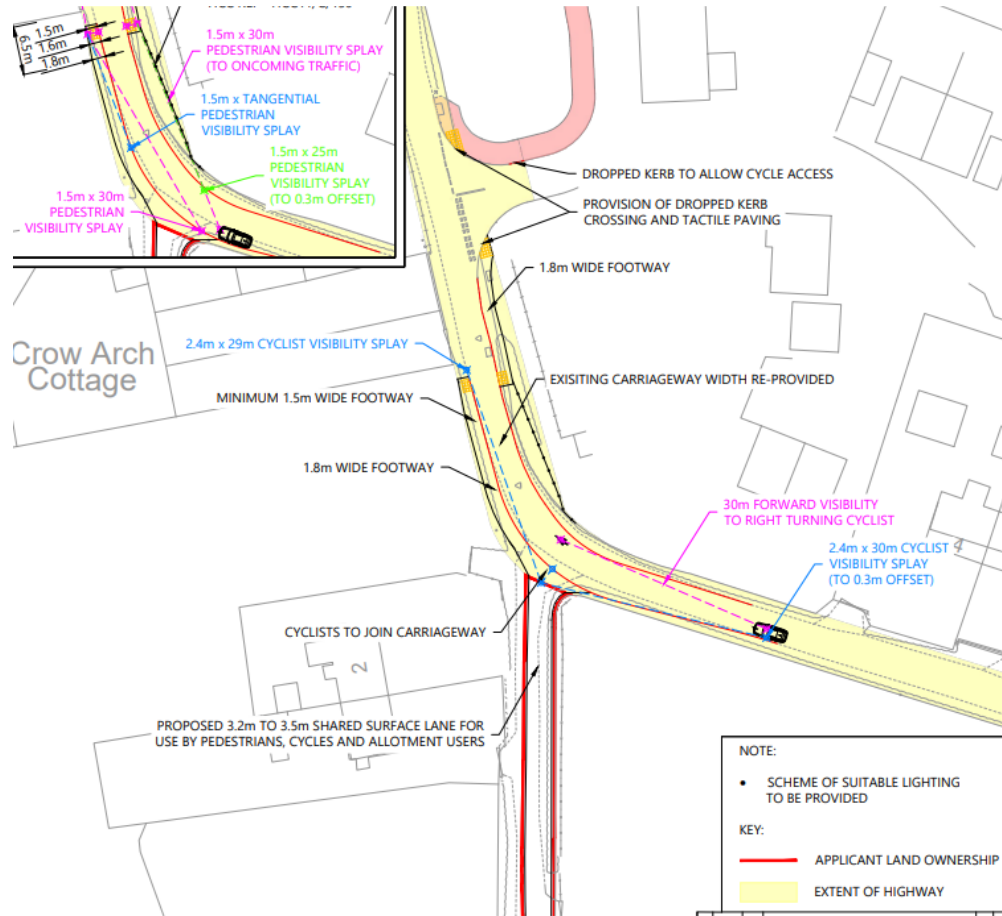 1.5m
1.6m
1.8m
6.5m
1.5m x 30m
PEDESTRIAN VISIBILITY SPLAY
(TO ONCOMING TRAFFIC)
1.5m x TANGENTIAL
PEDESTRIAN
VISIBILITY SPLAY
1.5m x 25m
PEDESTRIAN
VISIBILITY SPLAY
(TO 0.3m OFFSET)
1.5m x 30m
PEDESTRIAN
VISIBILITY SPLAY
DROPPED KERB TO ALLOW CYCLE ACCESS
PROVISION OF DROPPED KERB
CROSSING AND TACTILE PAVING
1.8m WIDE FOOTWAY
Crow Arch
Cottage
2.4m x 29m CYCLIST VISIBILITY SPLAY
EXISITING CARRIAGEWAY WIDTH RE-PROVIDED
MINIMUM 1.5m WIDE FOOTWAY
1.8m WIDE FOOTWAY
30m FORWARD VISIBILITY
TO RIGHT TURNING CYCLIST
2.4m x 30m CYCLIST
VISIBILITY SPLAY
(TO 0.3m OFFSET)
4
CYCLISTS TO JOIN CARRIAGEWAY
2
PROPOSED 3.2m TO 3.5m SHARED SURFACE LANE FOR
USE BY PEDESTRIANS, CYCLES AND ALLOTMENT USERS
NOTE:
• SCHEME OF SUITABLE LIGHTING
TO BE PROVIDED
KEY:
APPLICANT LAND OWNERSHIP
EXTENT OF HIGHWAY